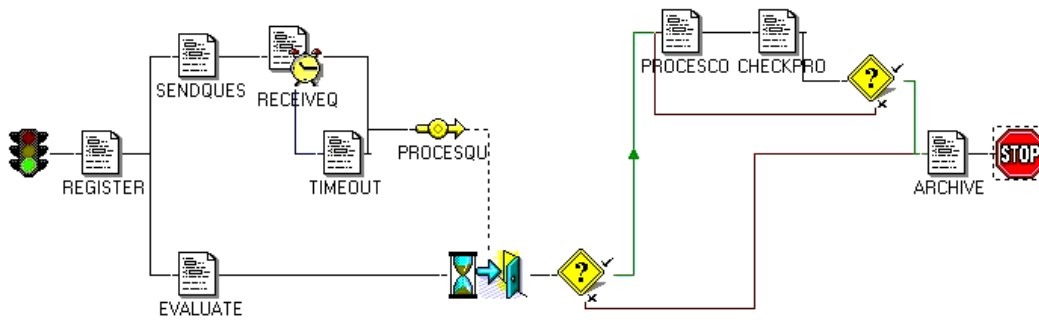 PROCESCO
CHECKPRO
SENDQUES
RECEIVEQ
?
PROCESQU
REGISTER
TIMEOUT
STOP
ARCHIVE
?
EVALUATE